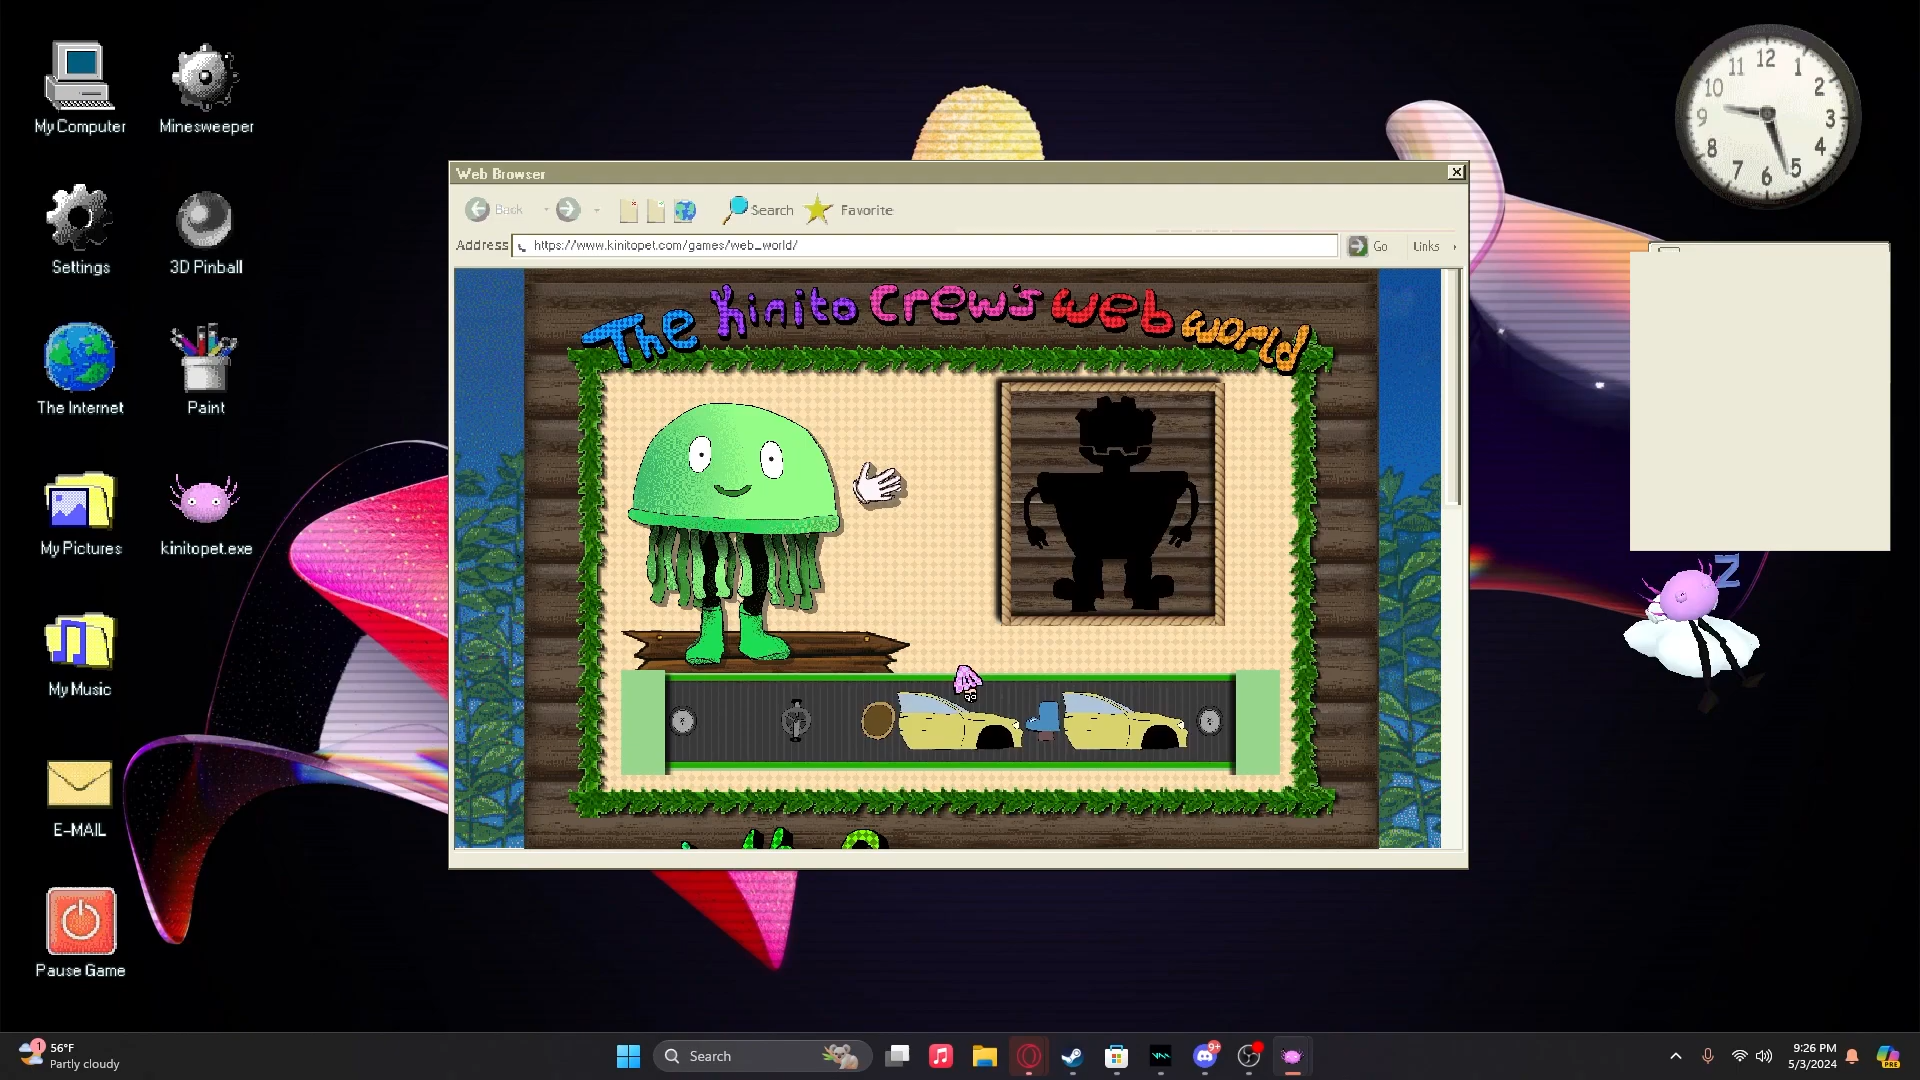 My Computer
Minesweeper
Settings
3D Pinball
The Internet
Paint
My Pictures
kinitopet.exe
My Music
E-MAIL
Pause Game
12
11 1
10 2
9 3
8 4
7 5
6
Web Browser
Back
Search
Favorite
Address
https://www.kinitopet.com/games/web_world/
Go
Links
The Kinito Crew's Web World
Z
1
56°F
Partly cloudy
Search
9+
PRE
9:26 PM
5/3/2024